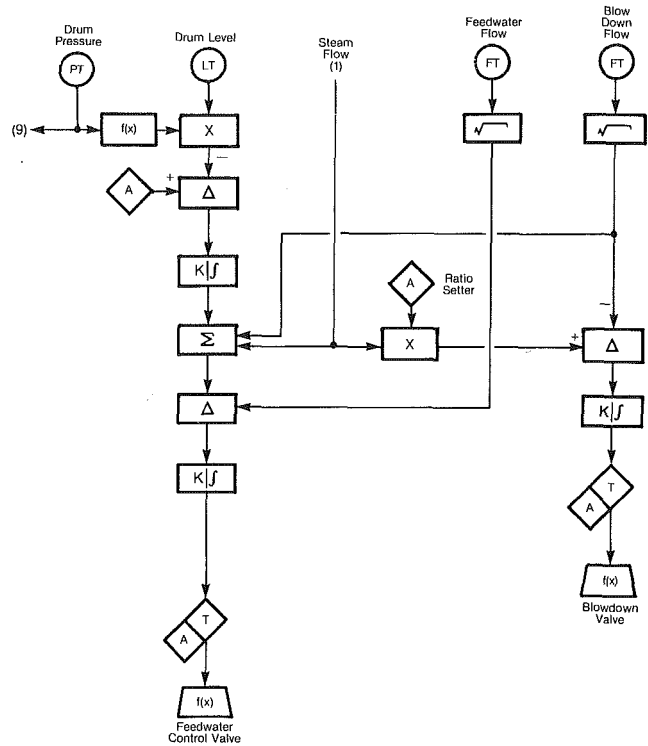 Drum
Pressure
Drum Level
Steam
Flow
(1)
Feedwater
Flow
Blow
Down
Flow
PT
LT
FT
FT
(9)
f(x)
X
√
√
−
+
A
Δ
K|∫
A
Ratio
Setter
−
Σ
X
+
Δ
Δ
K|∫
K|∫
T
A
f(x)
Blowdown
Valve
T
A
f(x)
Feedwater
Control Valve